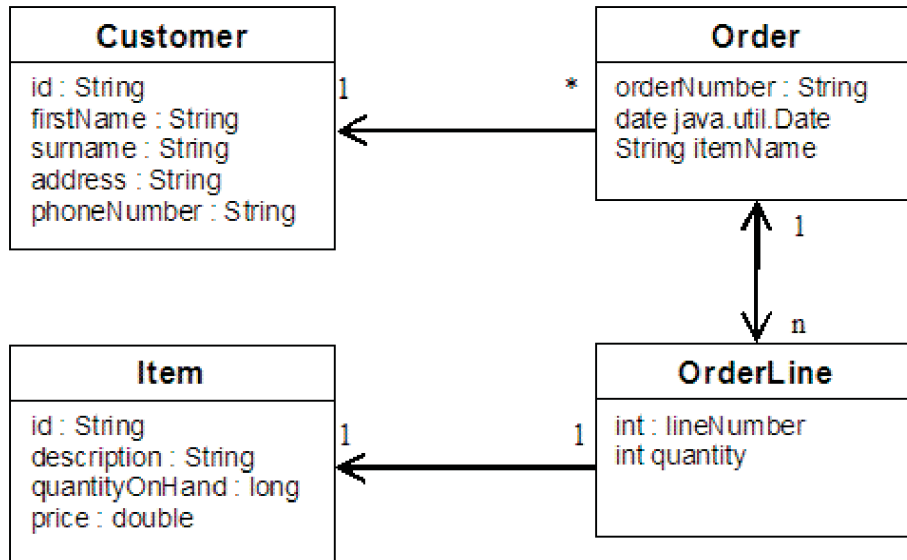 Customer
id : String
firstName : String
surname : String
address : String
phoneNumber : String
1
*
Order
orderNumber : String
date java.util.Date
String itemName
1
n
Item
id : String
description : String
quantityOnHand : long
price : double
1
1
OrderLine
int : lineNumber
int quantity